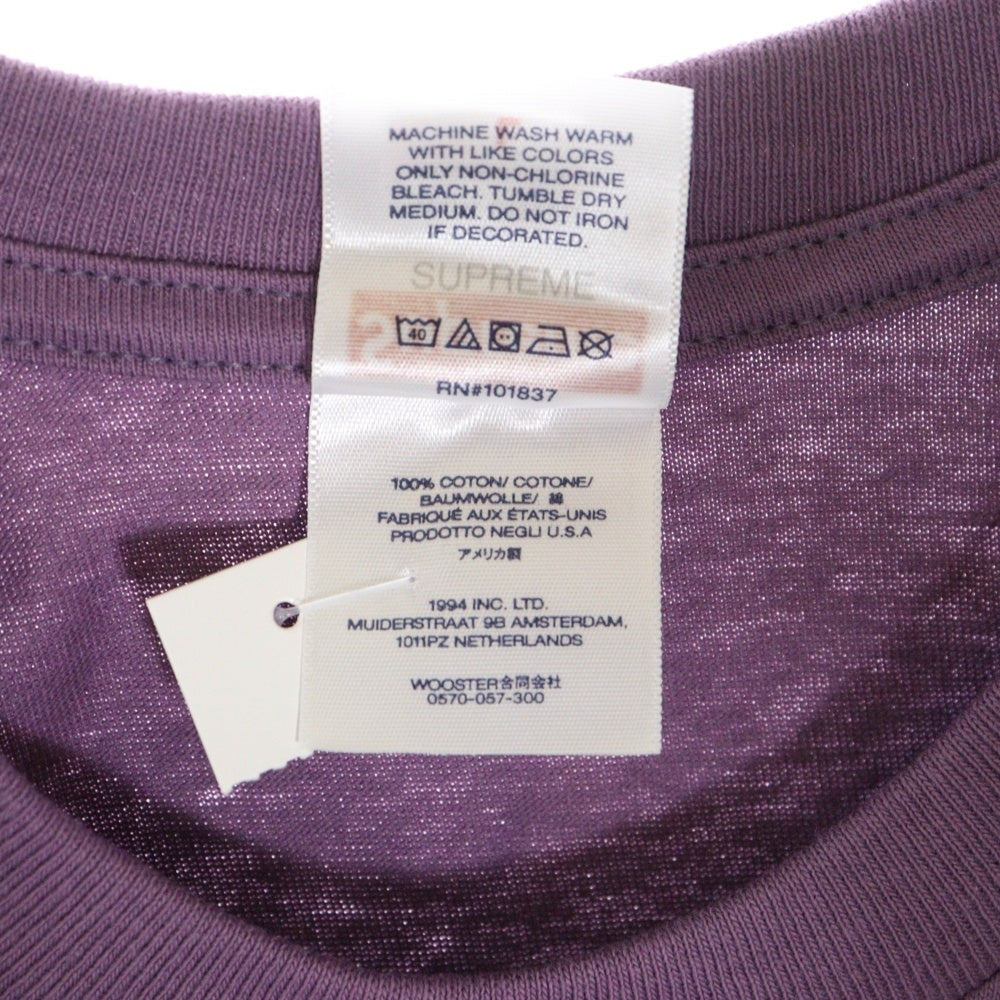 MACHINE WASH WARM
WITH LIKE COLORS
ONLY NON-CHLORINE
BLEACH. TUMBLE DRY
MEDIUM. DO NOT IRON
IF DECORATED.
SUPREME
40
RN#101837
100% COTON/ COTONE/
BAUMWOLLE/ 綿
FABRIQUÉ AUX ÉTATS-UNIS
PRODOTTO NEGLI U.S.A
アメリカ製
1994 INC. LTD.
MUIDERSTRAAT 9B AMSTERDAM,
1011PZ NETHERLANDS
WOOSTER合同会社
0570-057-300